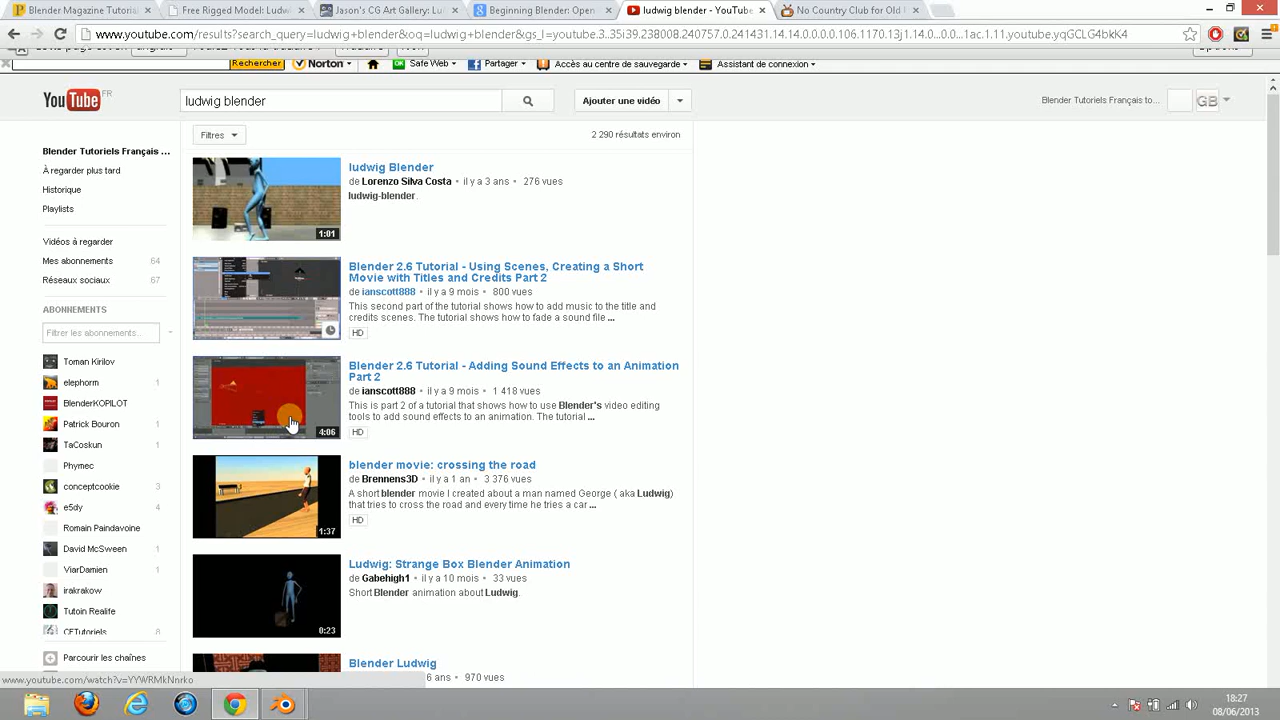 Blender Magazine Tutorial
Free Rigged Model: Ludwi
Jason's CG Art Gallery: Lu
Beginning Blender: Open
ludwig blender - YouTube
No Country Club for Old
www.youtube.com/results?search_query=ludwig+blender&oq=ludwig+blender&gs_l=youtube.3..35i39.238008.240757.0.241431.14.14.0.0.0.0.106.1170.13j1.14.0...0.0...1ac.1.11.youtube.yqGCLG4bkK4
Rechercher
Norton
Safe Web
Partager
Accès au centre de sauvegarde
Assistant de connexion
YouTube FR
ludwig blender
Ajouter une vidéo
Blender Tutoriels Français to...
GB
Filtres
2 290 résultats environ
Blender Tutoriels Français ...
À regarder plus tard
Historique
Playlists
Vidéos à regarder
Mes abonnements 64
Réseaux sociaux 67
ABONNEMENTS
Filtrer les abonnements...
Toman Kirilov
elephorm 1
BlenderKOPILOT
Patrick Bouron 1
TaCoskun 1
Phymec
conceptcookie 3
e5dy 4
Romain Paindavoine
David McSween 1
ViarDamien 1
irakrakow
Tutoin Realife
CFTutoriels 8
Parcourir les chaînes
ludwig Blender
de Lorenzo Silva Costa • il y a 3 ans • 276 vues
ludwig-blender.
1:01
Blender 2.6 Tutorial - Using Scenes, Creating a Short
Movie with Titles and Credits Part 2
de ianscott888 • il y a 9 mois • 800 vues
This second part of the tutorial shows how to add music to the title and
credits scenes. The tutorial shows how to fade a sound file ...
HD
Blender 2.6 Tutorial - Adding Sound Effects to an Animation
Part 2
de ianscott888 • il y a 9 mois • 1 418 vues
This is part 2 of a tutorial that shows how to use Blender's video editing
tools to add sound effects to an animation. The tutorial ...
4:06
HD
blender movie: crossing the road
de Brennens3D • il y a 1 an • 3 376 vues
A short blender movie I created about a man named George ( aka Ludwig)
that tries to cross the road and every time he tries a car ...
HD
1:37
Ludwig: Strange Box Blender Animation
de Gabehigh1 • il y a 10 mois • 33 vues
Short Blender animation about Ludwig.
0:23
Blender Ludwig
6 ans • 970 vues
www.youtube.com/watch?v=YYWRMkNnrko
18:27
08/06/2013